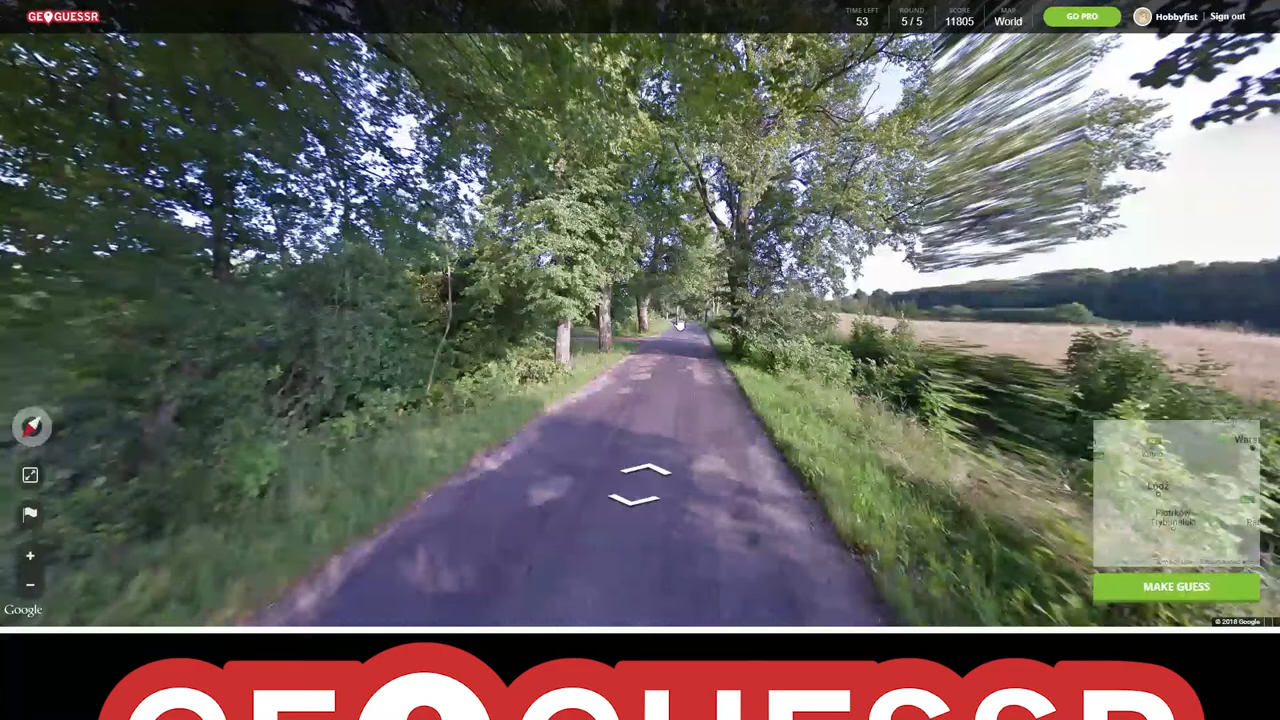 GEOGUESSR
TIME LEFT
53
ROUND
5 / 5
SCORE
11805
MAP
World
GO PRO
Hobbyfist
Sign out
Łódź
Piotrków
Trybunalski
MAKE GUESS
Google
© 2018 Google
GEOGUESSR